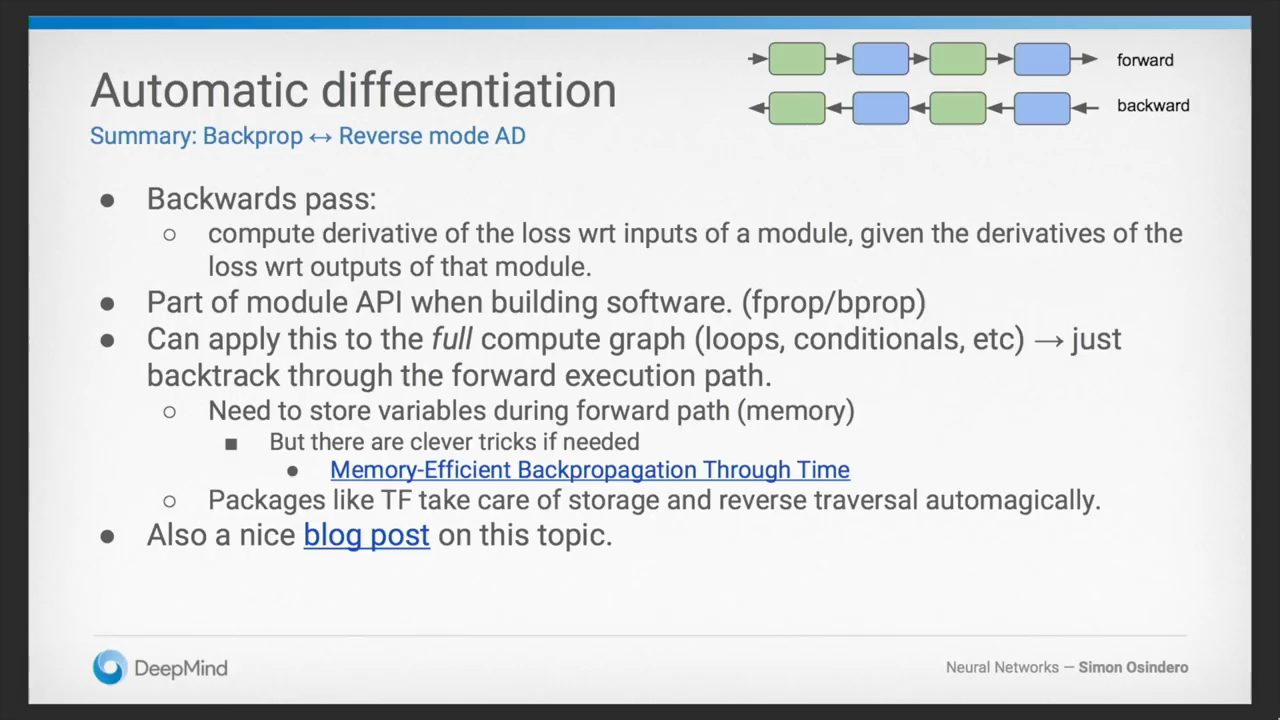 forward
Automatic differentiation
backward
Summary: Backprop ↔ Reverse mode AD
● Backwards pass:
○ compute derivative of the loss wrt inputs of a module, given the derivatives of the
loss wrt outputs of that module.
● Part of module API when building software. (fprop/bprop)
● Can apply this to the full compute graph (loops, conditionals, etc) → just
backtrack through the forward execution path.
○ Need to store variables during forward path (memory)
■ But there are clever tricks if needed
● Memory-Efficient Backpropagation Through Time
○ Packages like TF take care of storage and reverse traversal automagically.
● Also a nice blog post on this topic.
DeepMind
Neural Networks — Simon Osindero